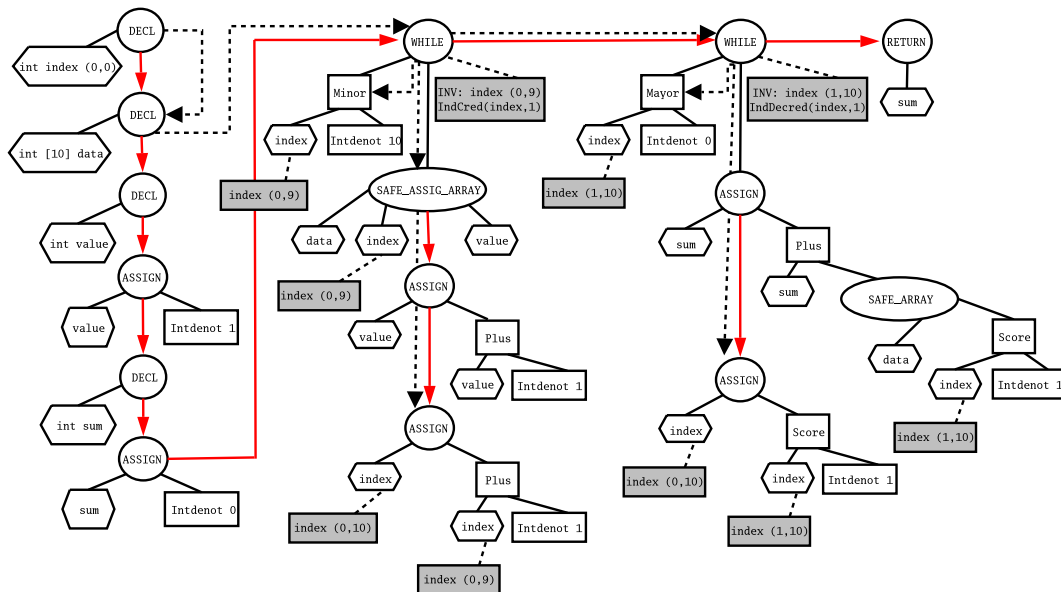 DECL
int index (0,0)
DECL
int [10] data
DECL
int value
ASSIGN
value
Intdenot 1
DECL
int sum
ASSIGN
sum
Intdenot 0
WHILE
Minor
INV: index (0,9)
IndCred(index,1)
index
Intdenot 10
index (0,9)
SAFE_ASSIG_ARRAY
data
index
value
index (0,9)
ASSIGN
value
Plus
value
Intdenot 1
ASSIGN
index
Plus
index (0,10)
index
Intdenot 1
index (0,9)
WHILE
Mayor
INV: index (1,10)
IndDecred(index,1)
index
Intdenot 0
index (1,10)
ASSIGN
sum
Plus
sum
SAFE_ARRAY
data
Score
index
Intdenot 1
index (1,10)
ASSIGN
index
Score
index (0,10)
index
Intdenot 1
index (1,10)
RETURN
sum